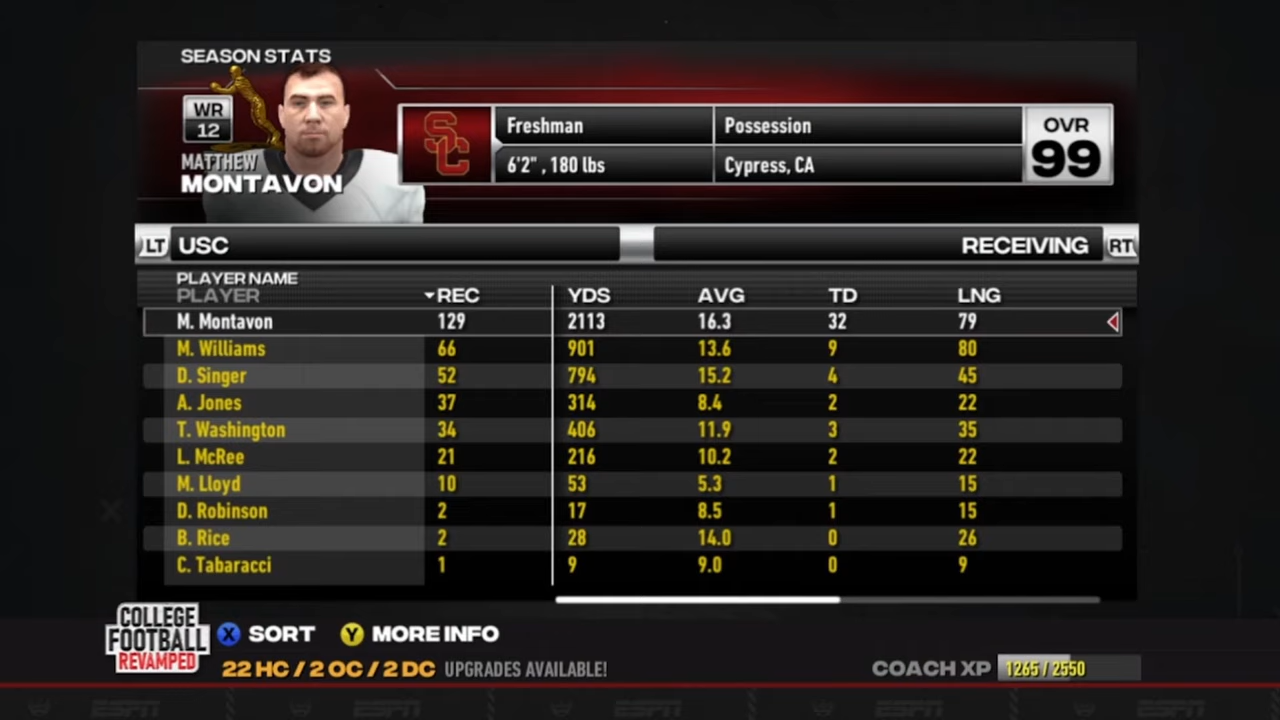 SEASON STATS
WR
12
MATTHEW
MONTAVON
SC
Freshman
Possession
6'2" , 180 lbs
Cypress, CA
OVR
99
LT USC
RECEIVING RT
PLAYER NAME
PLAYER REC YDS AVG TD LNG
M. Montavon 129 2113 16.3 32 79
M. Williams 66 901 13.6 9 80
D. Singer 52 794 15.2 4 45
A. Jones 37 314 8.4 2 22
T. Washington 34 406 11.9 3 35
L. McRee 21 216 10.2 2 22
M. Lloyd 10 53 5.3 1 15
D. Robinson 2 17 8.5 1 15
B. Rice 2 28 14.0 0 26
C. Tabaracci 1 9 9.0 0 9
COLLEGE
FOOTBALL
REVAMPED
X SORT Y MORE INFO
22 HC / 2 OC / 2 DC UPGRADES AVAILABLE!
COACH XP 1265 / 2550
ESPN ESPN ESPN ESPN